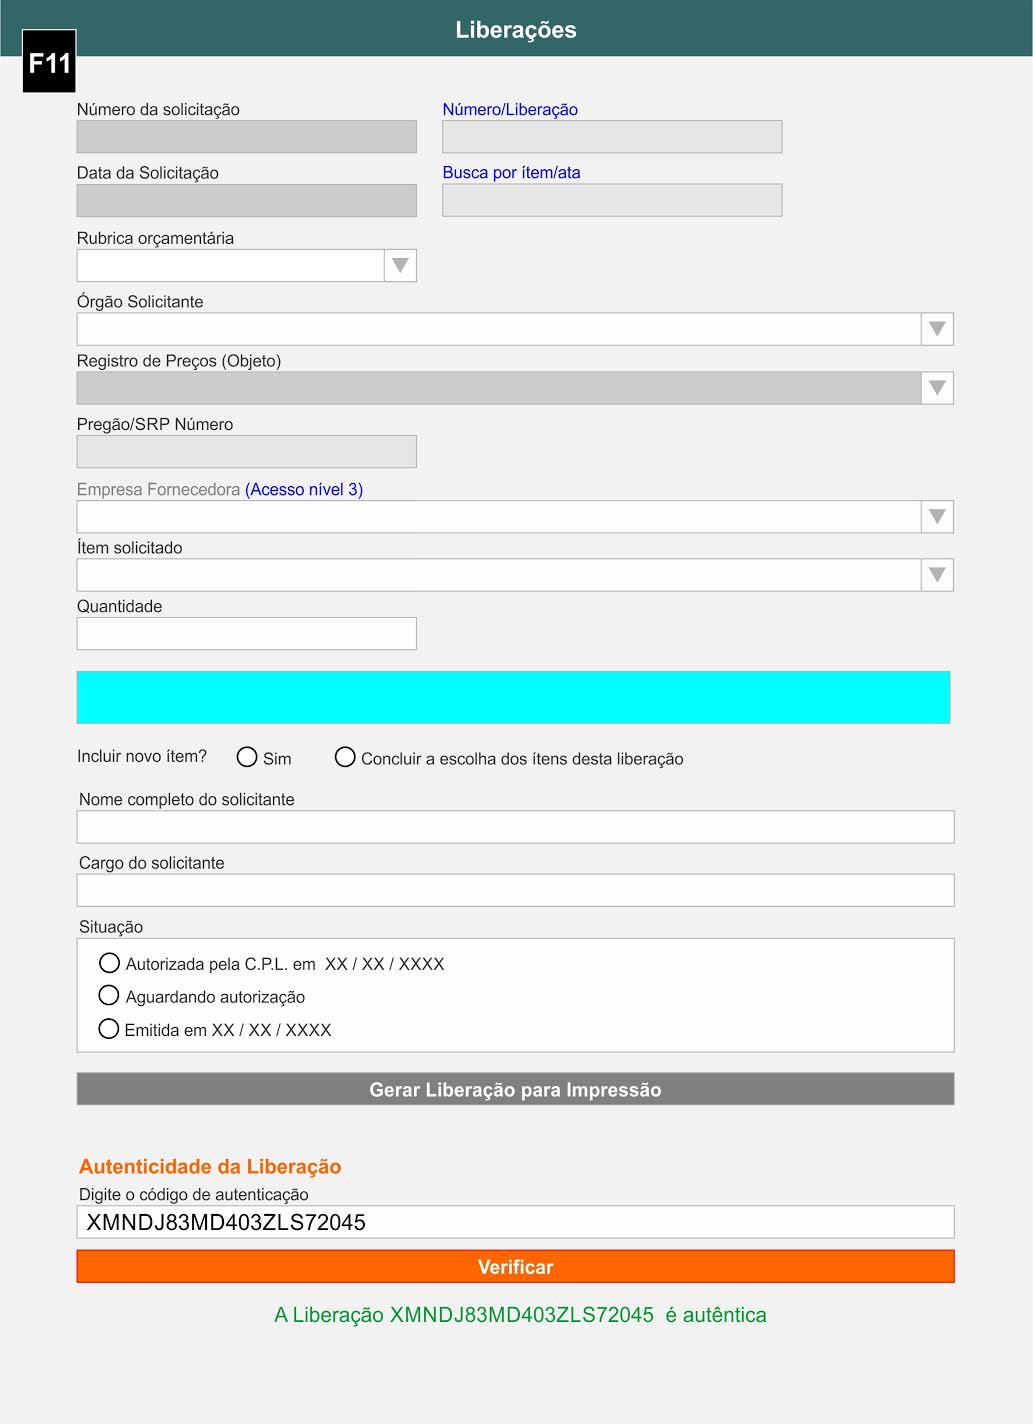 Liberações
F11
Número da solicitação
Número/Liberação
Data da Solicitação
Busca por ítem/ata
Rubrica orçamentária
Órgão Solicitante
Registro de Preços (Objeto)
Pregão/SRP Número
Empresa Fornecedora (Acesso nível 3)
Ítem solicitado
Quantidade
Incluir novo ítem? Sim Concluir a escolha dos ítens desta liberação
Nome completo do solicitante
Cargo do solicitante
Situação
Autorizada pela C.P.L. em XX / XX / XXXX
Aguardando autorização
Emitida em XX / XX / XXXX
Gerar Liberação para Impressão
Autenticidade da Liberação
Digite o código de autenticação
XMNDJ83MD403ZLS72045
Verificar
A Liberação XMNDJ83MD403ZLS72045 é autêntica